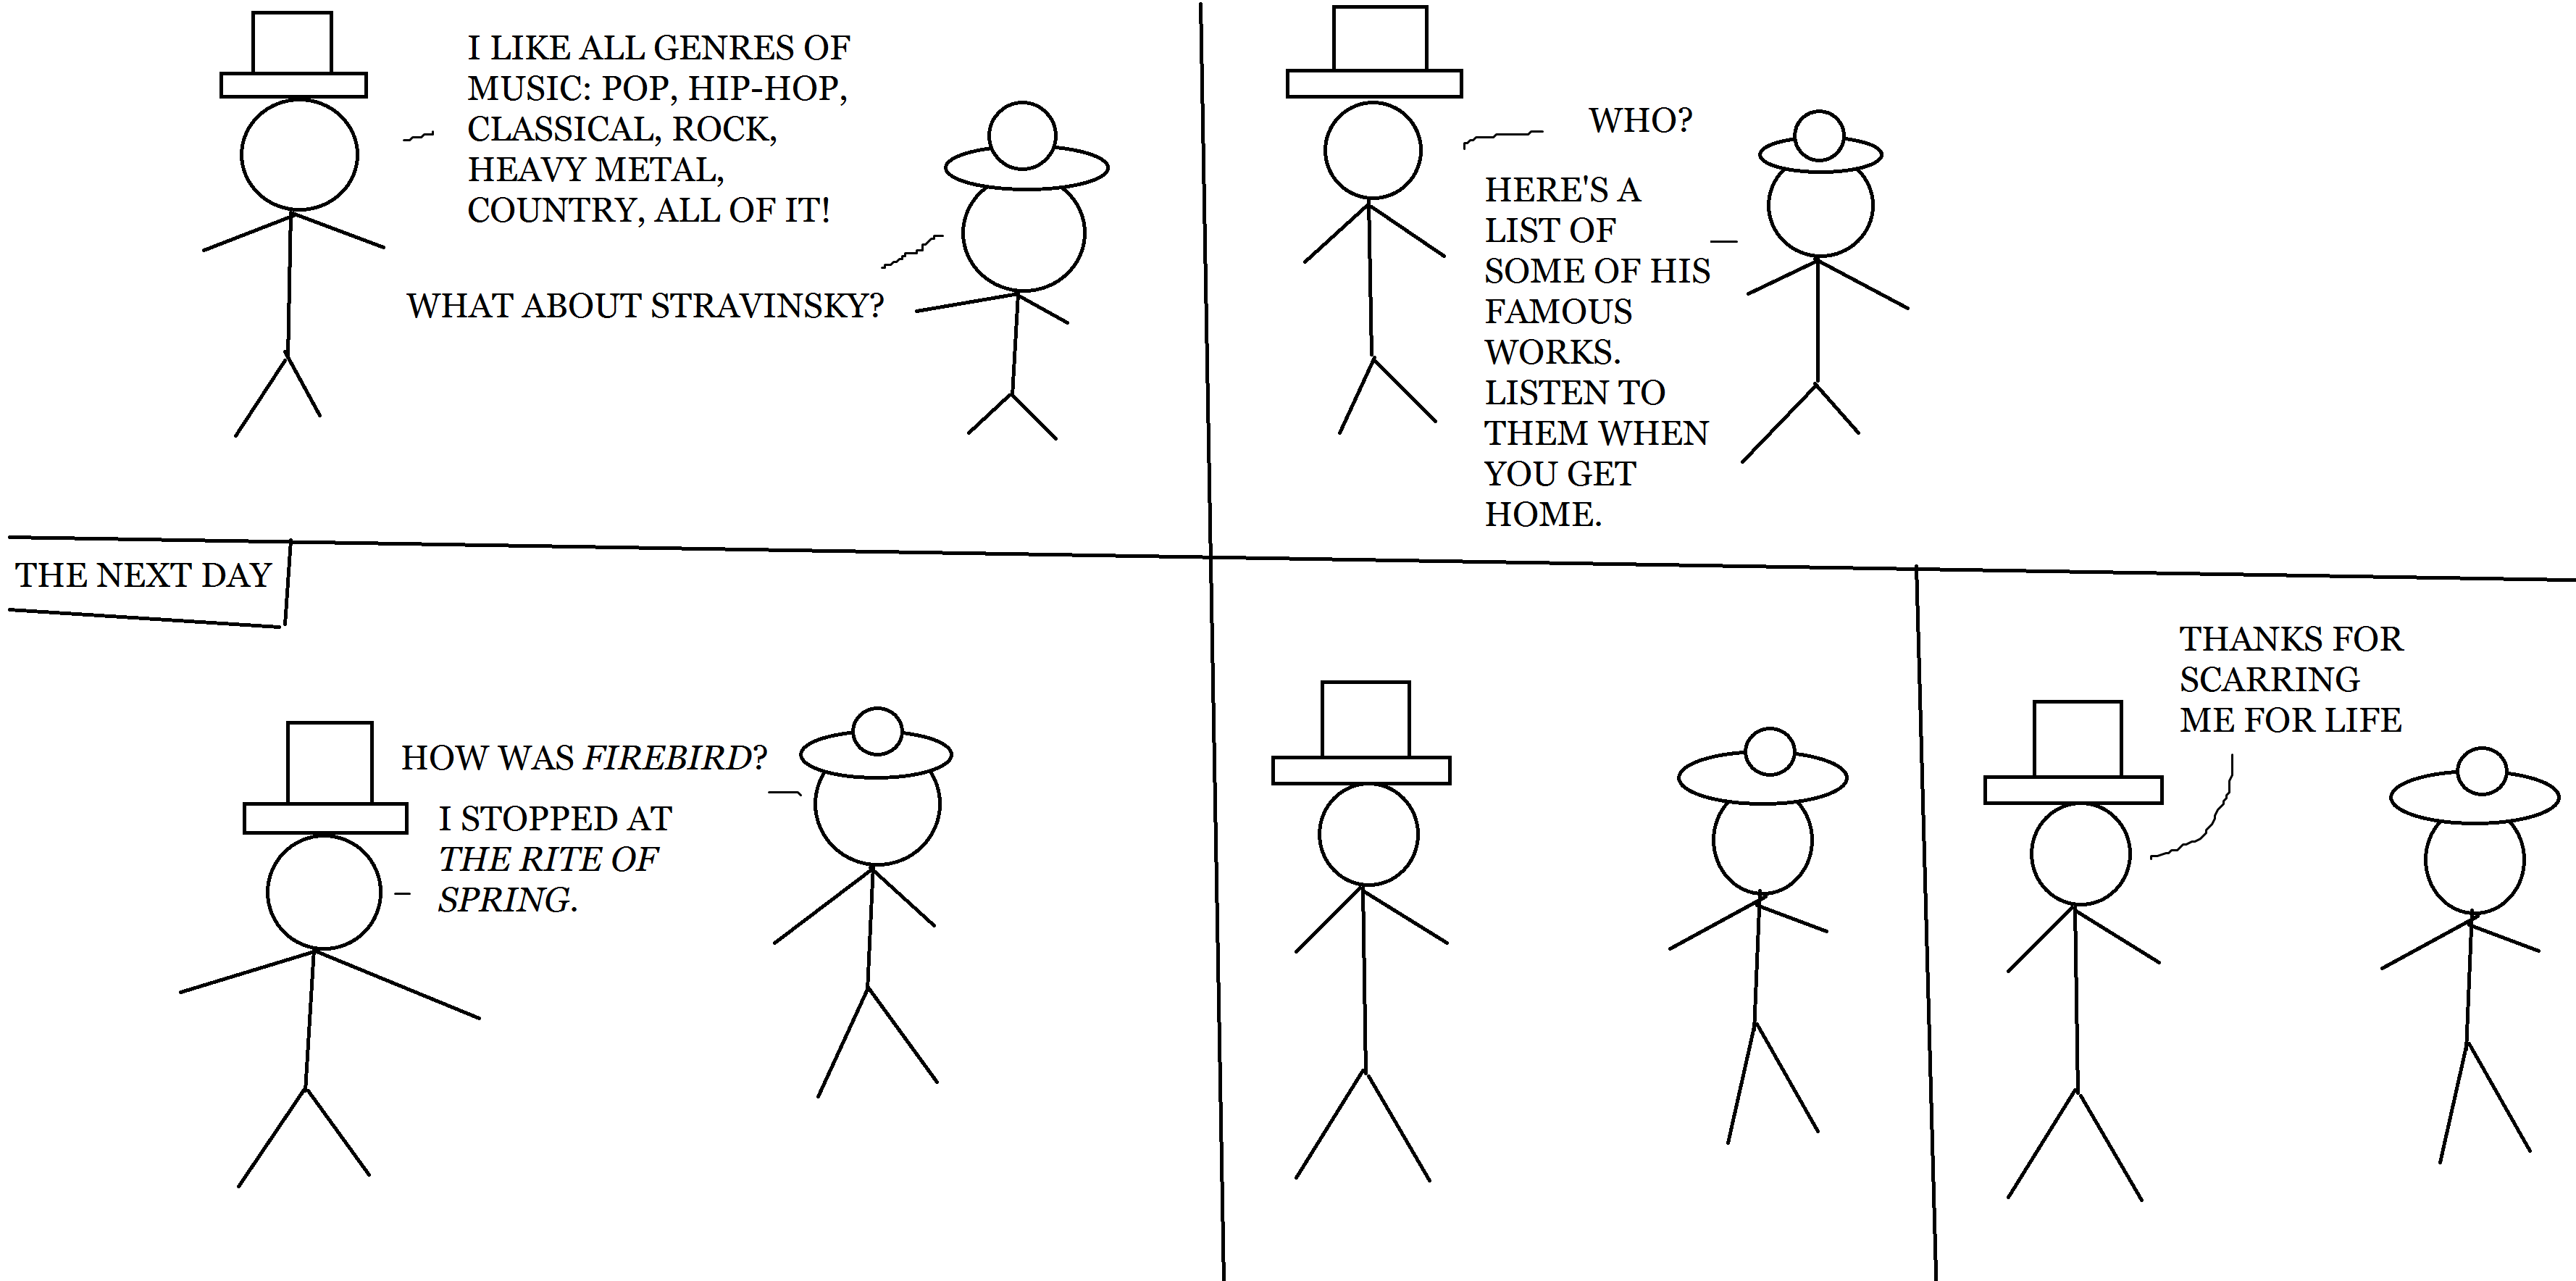 I LIKE ALL GENRES OF
MUSIC: POP, HIP-HOP,
CLASSICAL, ROCK,
HEAVY METAL,
COUNTRY, ALL OF IT!
WHAT ABOUT STRAVINSKY?
WHO?
HERE'S A
LIST OF
SOME OF HIS
FAMOUS
WORKS.
LISTEN TO
THEM WHEN
YOU GET
HOME.
THE NEXT DAY
HOW WAS FIREBIRD?
I STOPPED AT
THE RITE OF
SPRING.
THANKS FOR
SCARRING
ME FOR LIFE